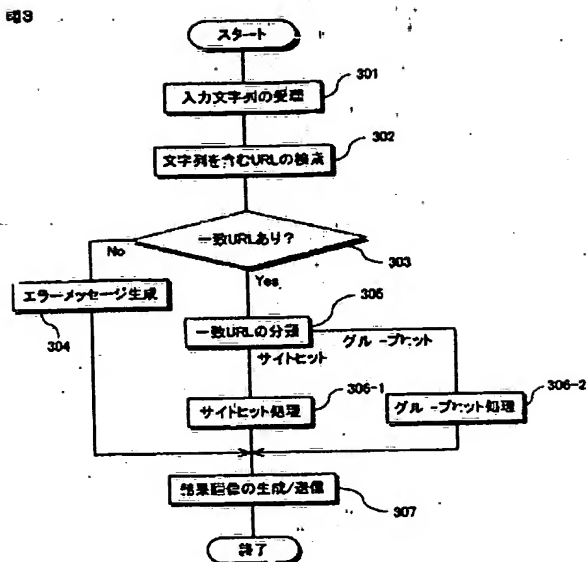 図3
スタート
入力文字列の受理
301
302
文字列を含むURLの検点
一致URLあり?
No
303
Yes
エラーメッセージ生成
304
305
一致URLの分類
サイトヒット
グループヒット
サイトヒット処理
306-1
グループヒット処理
306-2
結果画像の生成/送信
307
終了